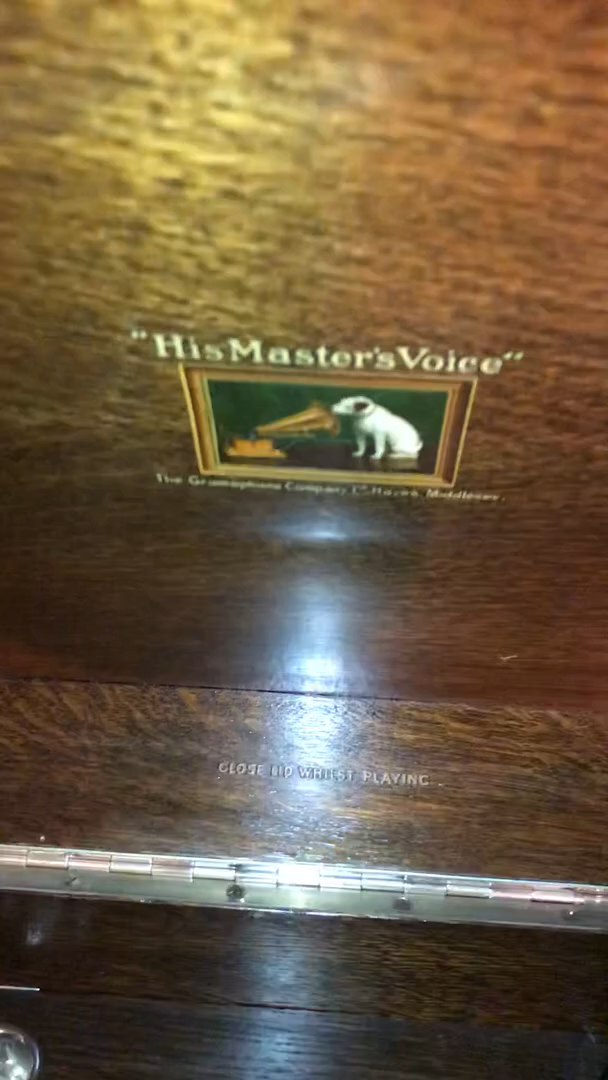 "His Master's Voice"
The Gramophone Company, Ltd Hayes, Middlesex.
CLOSE LID WHILST PLAYING